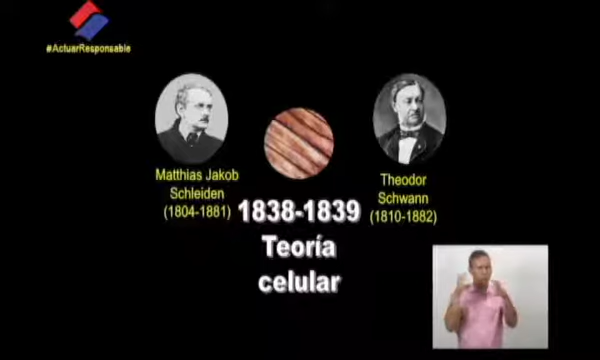 #ActuarResponsable
Matthias Jakob
Schleiden
(1804-1881)
1838-1839
Teoría
celular
Theodor
Schwann
(1810-1882)